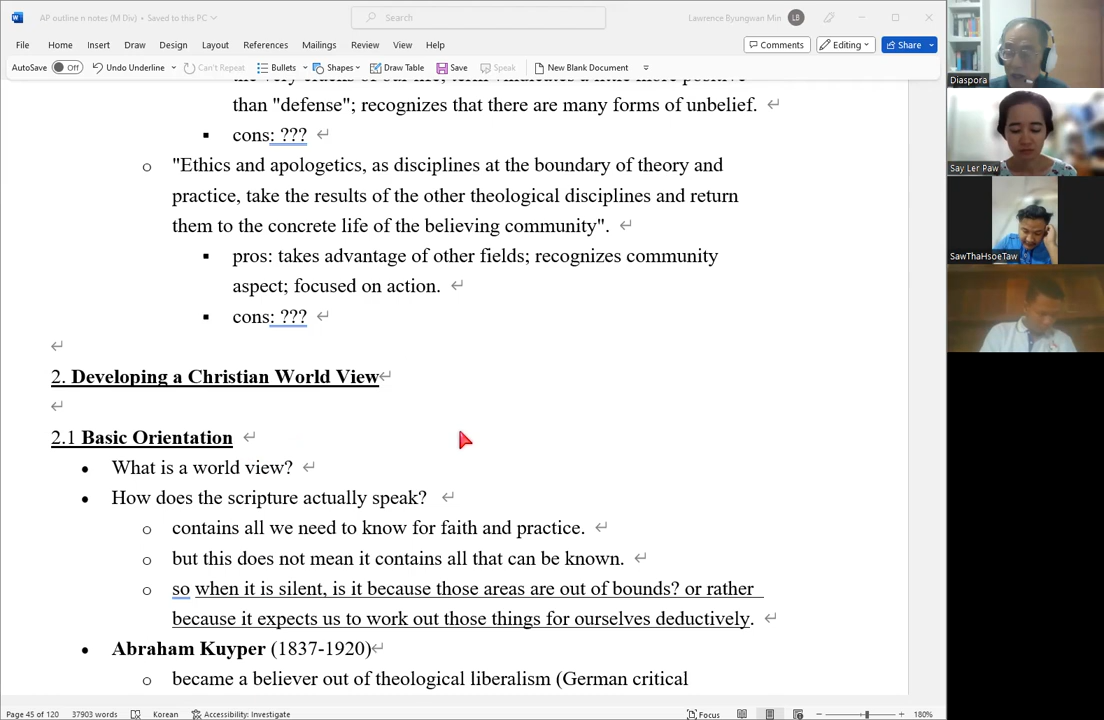 AP outline n notes (M Div) • Saved to this PC
Search
Lawrence Byungwan Min
LB
File Home Insert Draw Design Layout References Mailings Review View Help
Comments Editing Share
AutoSave Off Undo Underline Can't Repeat Bullets Shapes Draw Table Save Speak New Blank Document
than "defense"; recognizes that there are many forms of unbelief.
cons: ???
"Ethics and apologetics, as disciplines at the boundary of theory and
practice, take the results of the other theological disciplines and return
them to the concrete life of the believing community".
pros: takes advantage of other fields; recognizes community
aspect; focused on action.
cons: ???
2. Developing a Christian World View
2.1 Basic Orientation
What is a world view?
How does the scripture actually speak?
contains all we need to know for faith and practice.
but this does not mean it contains all that can be known.
so when it is silent, is it because those areas are out of bounds? or rather
because it expects us to work out those things for ourselves deductively.
Abraham Kuyper (1837-1920)
became a believer out of theological liberalism (German critical
Page 45 of 120 37903 words Korean Accessibility: Investigate Focus 180%
Diaspora
Say Ler Paw
SawThaHsoeTaw